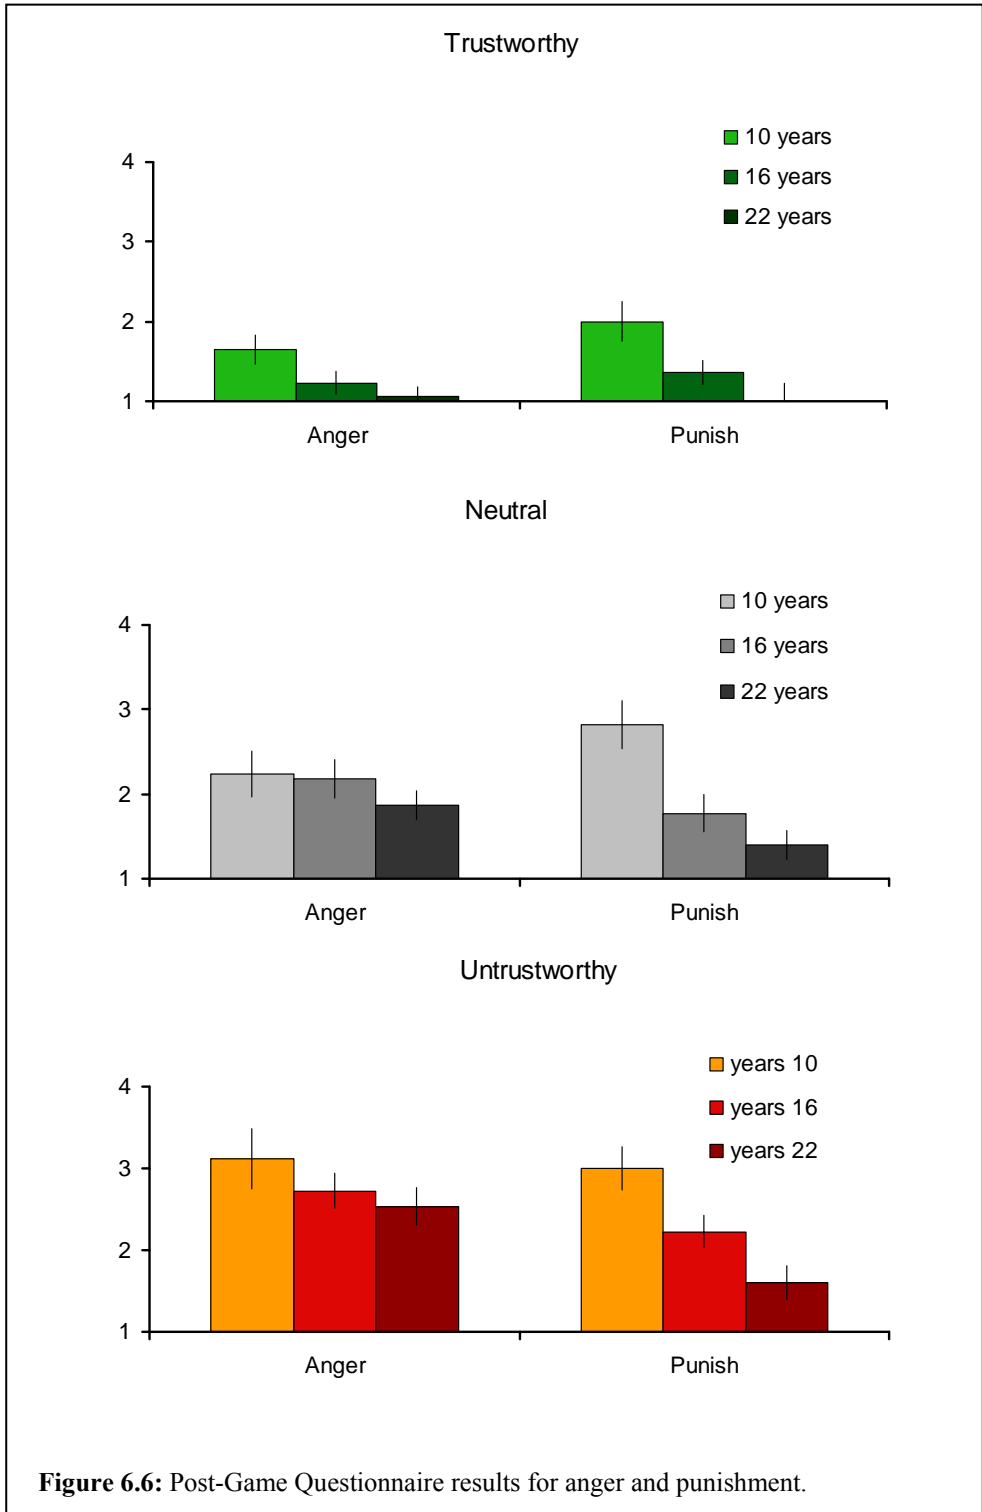 Trustworthy
10 years
16 years
22 years
4
3
2
1
Anger Punish
Neutral
10 years
16 years
22 years
4
3
2
1
Anger Punish
Untrustworthy
years 10
years 16
years 22
4
3
2
1
Anger Punish
Figure 6.6: Post-Game Questionnaire results for anger and punishment.